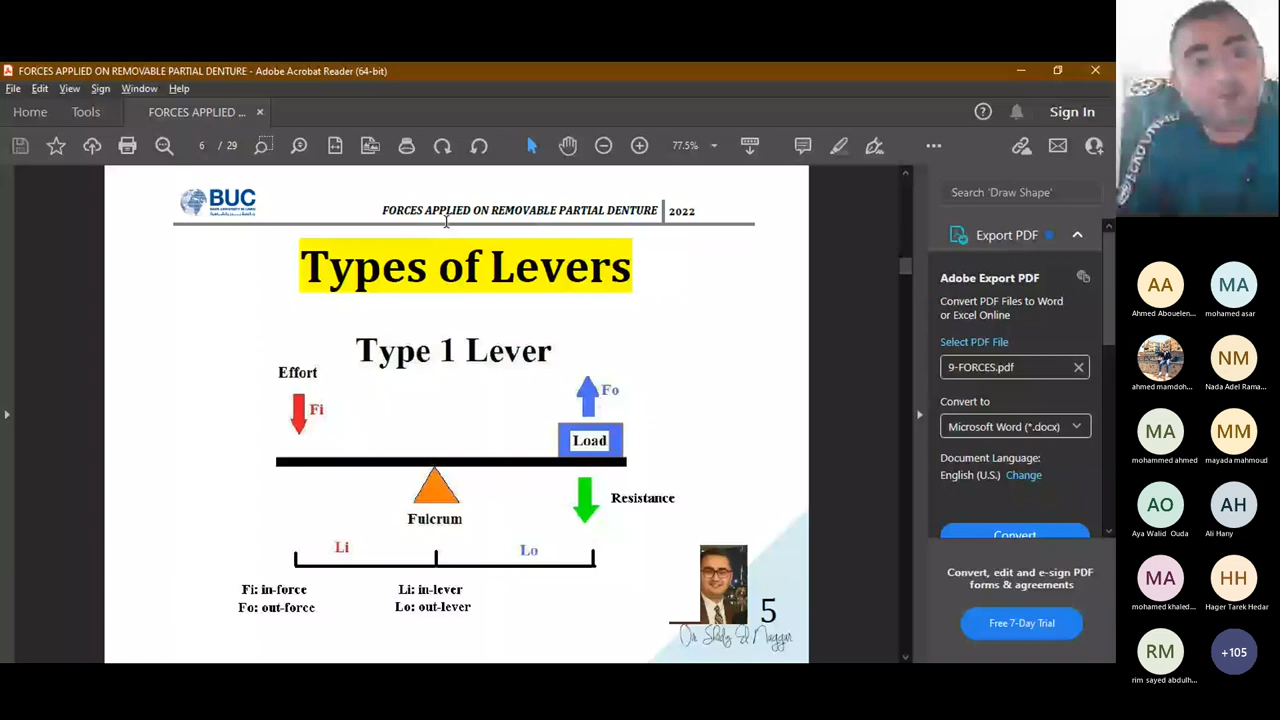 FORCES APPLIED ON REMOVABLE PARTIAL DENTURE - Adobe Acrobat Reader (64-bit)
File Edit View Sign Window Help
Home Tools FORCES APPLIED ... Sign In
6 / 29 77.5%
BUC
FORCES APPLIED ON REMOVABLE PARTIAL DENTURE 2022
Types of Levers
Type 1 Lever
Effort
Fi
Fo
Load
Resistance
Fulcrum
Li
Lo
Fi: in-force
Li: in-lever
Fo: out-force
Lo: out-lever
5
Search 'Draw Shape'
Export PDF
Adobe Export PDF
Convert PDF Files to Word
or Excel Online
Select PDF File
9-FORCES.pdf
Convert to
Microsoft Word (*.docx)
Document Language:
English (U.S.) Change
Convert
Convert, edit and e-sign PDF
forms & agreements
Free 7-Day Trial
AA MA
Ahmed Abouelen... mohamed asar
NM
ahmed mamdoh... Nada Adel Rama...
MA MM
mohammed ahmed mayada mahmoud
AO AH
Aya Walid Ouda Ali Hany
MA HH
mohamed khaled... Hager Tarek Hedar
RM +105
rim sayed abdulh...